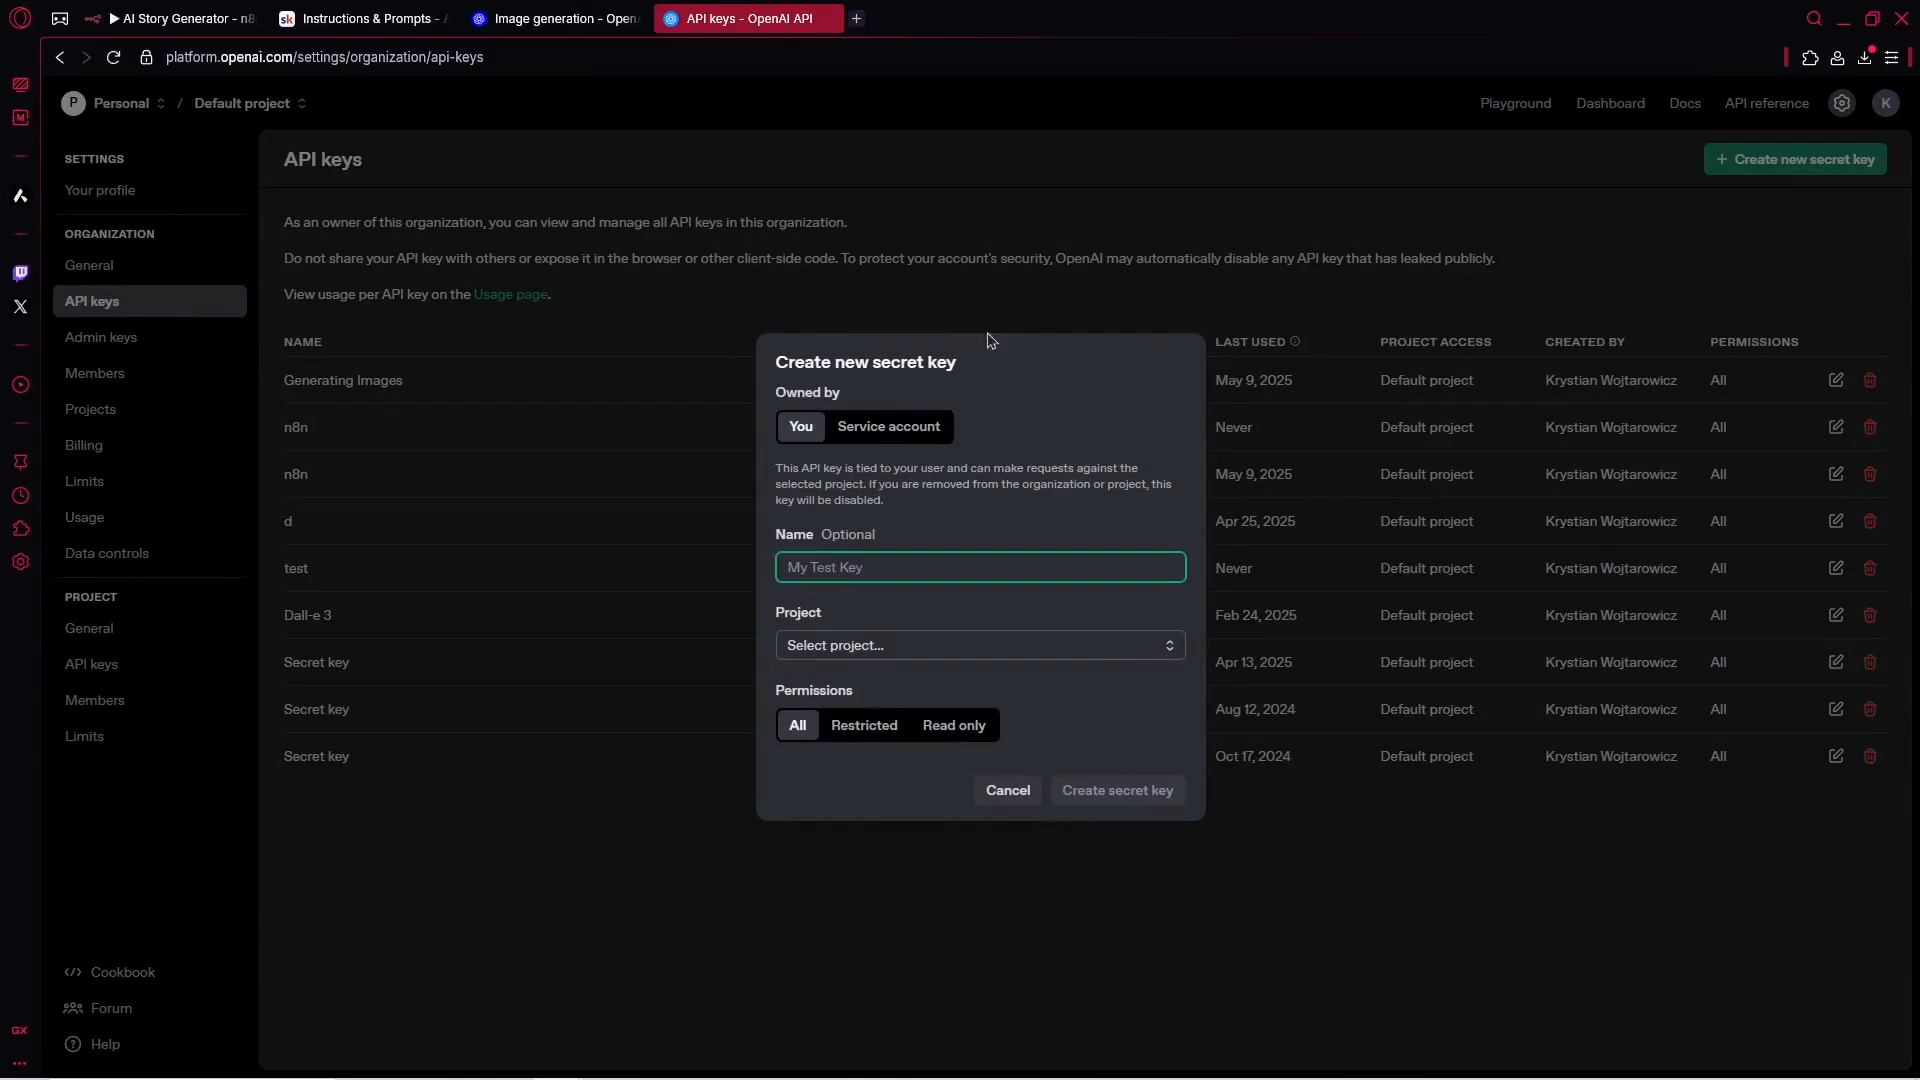 ▶ AI Story Generator - n8
Instructions & Prompts -
Image generation - Open
API keys - OpenAI API
platform.openai.com/settings/organization/api-keys
P Personal / Default project
Playground
Dashboard
Docs
API reference
K
SETTINGS
Your profile
ORGANIZATION
General
API keys
Admin keys
Members
Projects
Billing
Limits
Usage
Data controls
PROJECT
General
API keys
Members
Limits
Cookbook
Forum
Help
GX
API keys
+ Create new secret key
As an owner of this organization, you can view and manage all API keys in this organization.
Do not share your API key with others or expose it in the browser or other client-side code. To protect your account's security, OpenAI may automatically disable any API key that has leaked publicly.
View usage per API key on the Usage page.
NAME LAST USED PROJECT ACCESS CREATED BY PERMISSIONS
Generating Images May 9, 2025 Default project Krystian Wojtarowicz All
n8n Never Default project Krystian Wojtarowicz All
n8n May 9, 2025 Default project Krystian Wojtarowicz All
d Apr 25, 2025 Default project Krystian Wojtarowicz All
test Never Default project Krystian Wojtarowicz All
Dall-e 3 Feb 24, 2025 Default project Krystian Wojtarowicz All
Secret key Apr 13, 2025 Default project Krystian Wojtarowicz All
Secret key Aug 12, 2024 Default project Krystian Wojtarowicz All
Secret key Oct 17, 2024 Default project Krystian Wojtarowicz All
Create new secret key
Owned by
You Service account
This API key is tied to your user and can make requests against the
selected project. If you are removed from the organization or project, this
key will be disabled.
Name Optional
My Test Key
Project
Select project...
Permissions
All Restricted Read only
Cancel Create secret key